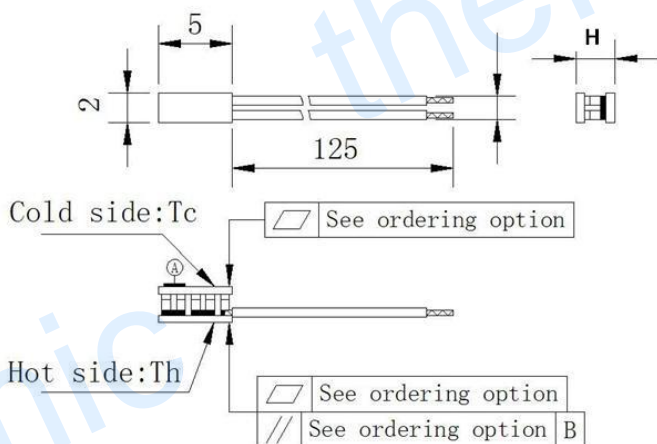 5
H
2
125
Cold side:Tc
See ordering option
A
Hot side:Th
See ordering option
// See ordering option B